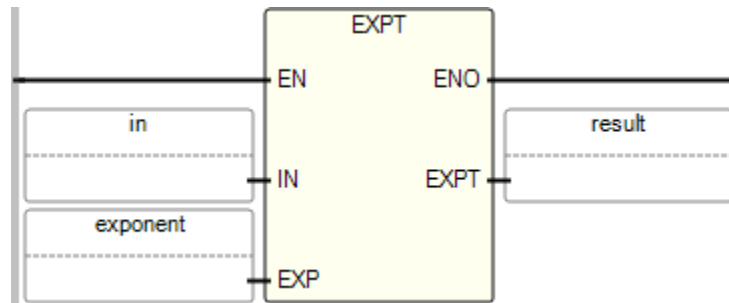 EXPT
EN ENO
in result
IN EXPT
exponent
EXP